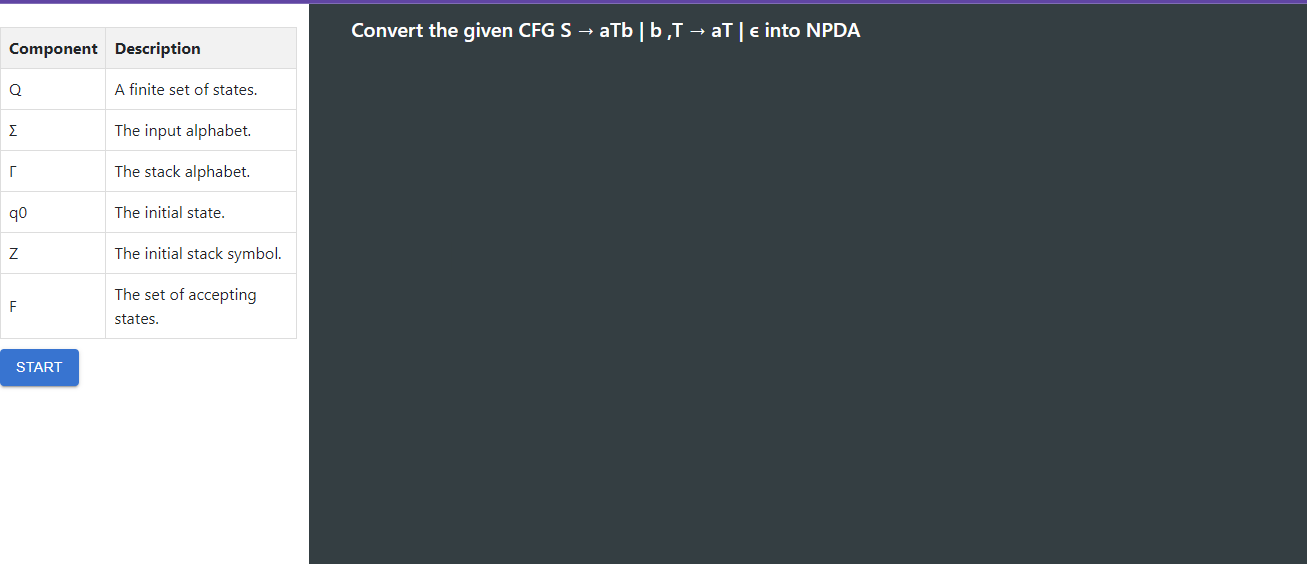 Component Description
Q A finite set of states.
Σ The input alphabet.
Γ The stack alphabet.
q0 The initial state.
Z The initial stack symbol.
F The set of accepting
states.
START
Convert the given CFG S → aTb | b ,T → aT | ϵ into NPDA